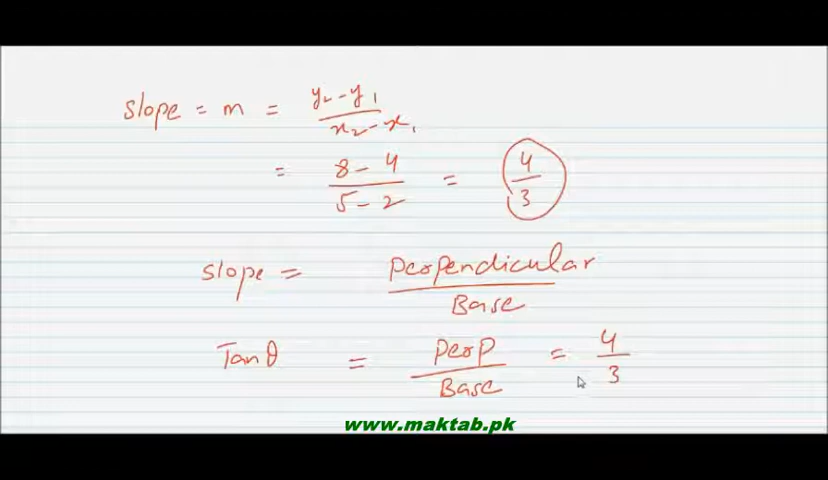 slope = m = y₂-y₁ / x₂-x₁
= 8-4 / 5-2 = 4/3
slope = Perpendicular / Base
Tanθ = Perp / Base = 4/3
www.maktab.pk